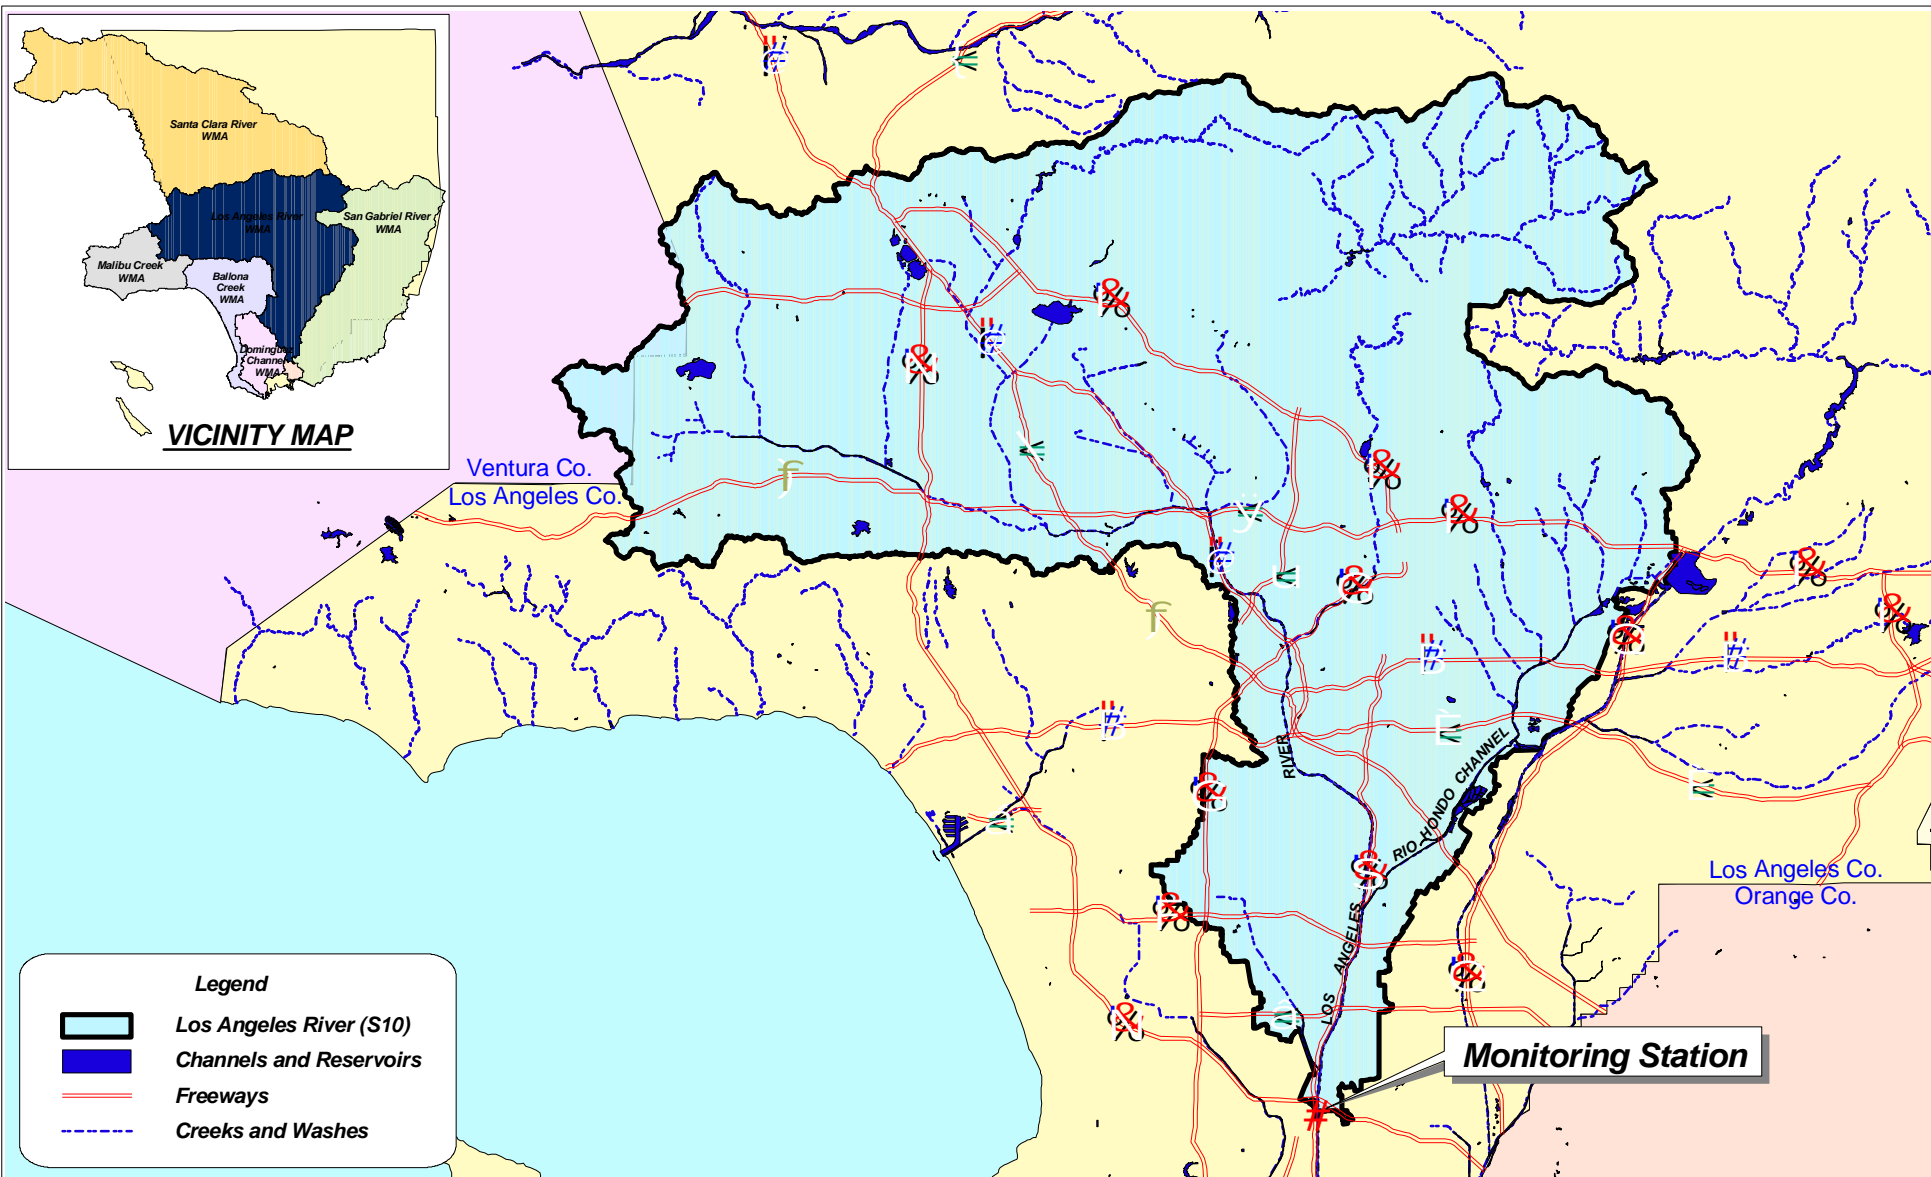 Santa Clara River
WMA
Los Angeles River
WMA
San Gabriel River
WMA
Malibu Creek
WMA
Ballona
Creek
WMA
Dominguez
Channel
WMA
VICINITY MAP
Ventura Co.
Los Angeles Co.
RIVER
RIO HONDO CHANNEL
LOS ANGELES
Los Angeles Co.
Orange Co.
Monitoring Station
#
Legend
Los Angeles River (S10)
Channels and Reservoirs
Freeways
Creeks and Washes